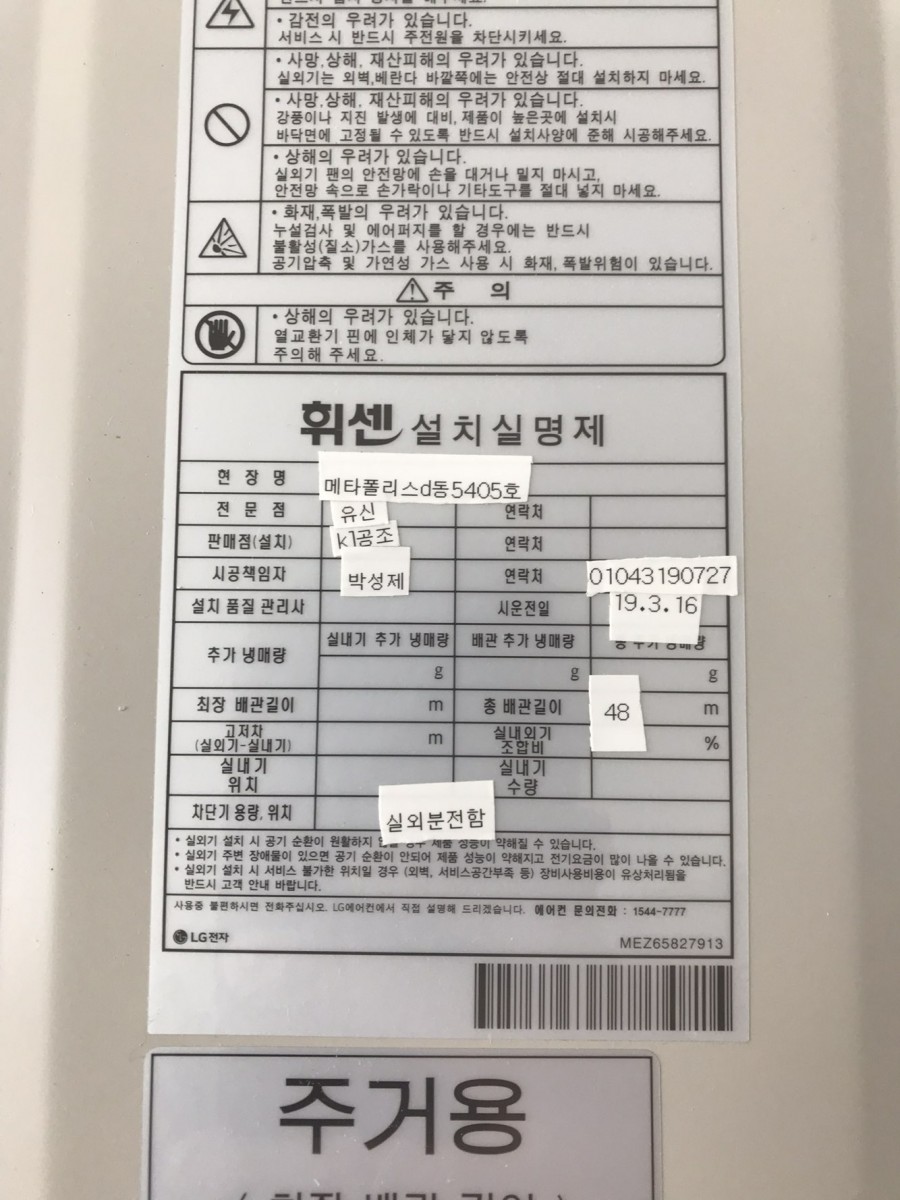 • 감전의 우려가 있습니다.
서비스 시 반드시 주전원을 차단시키세요.
• 사망,상해, 재산피해의 우려가 있습니다.
실외기는 외벽,베란다 바깥쪽에는 안전상 절대 설치하지 마세요.
• 사망,상해, 재산피해의 우려가 있습니다.
강풍이나 지진 발생에 대비, 제품이 높은곳에 설치시
바닥면에 고정될 수 있도록 반드시 설치사양에 준해 시공해주세요.
• 상해의 우려가 있습니다.
실외기 팬의 안전망에 손을 대거나 밀지 마시고,
안전망 속으로 손가락이나 기타도구를 절대 넣지 마세요.
• 화재,폭발의 우려가 있습니다.
누설검사 및 에어퍼지를 할 경우에는 반드시
불활성(질소)가스를 사용해주세요.
공기압축 및 가연성 가스 사용 시 화재, 폭발위험이 있습니다.
주 의
• 상해의 우려가 있습니다.
열교환기 핀에 인체가 닿지 않도록
주의해 주세요.
휘센 설치실명제
현 장 명 메타폴리스d동5405호
전 문 점 유신 연락처
판매점(설치) k1공조 연락처
시공책임자 박성제 연락처 01043190727
설치 품질 관리사 시운전일 19.3.16
추가 냉매량 실내기 추가 냉매량 배관 추가 냉매량
g g g
최장 배관길이 m 총 배관길이 48 m
고저차 (실외기-실내기) m 실내외기 조합비 %
실내기 위치 실내기 수량
차단기 용량, 위치 실외분전함
• 실외기 설치 시 공기 순환이 원활하지 경우 제품 성능이 약해질 수 있습니다.
• 실외기 주변 장애물이 있으면 공기 순환이 안되어 제품 성능이 약해지고 전기요금이 많이 나올 수 있습니다.
• 실외기 설치 시 서비스 불가한 위치일 경우 (외벽, 서비스공간부족 등) 장비사용비용이 유상처리됨을
반드시 고객 안내 바랍니다.
사용중 불편하시면 전화주십시오. LG에어컨에서 직접 설명해 드리겠습니다. 에어컨 문의전화 : 1544-7777
LG전자 MEZ65827913
주거용